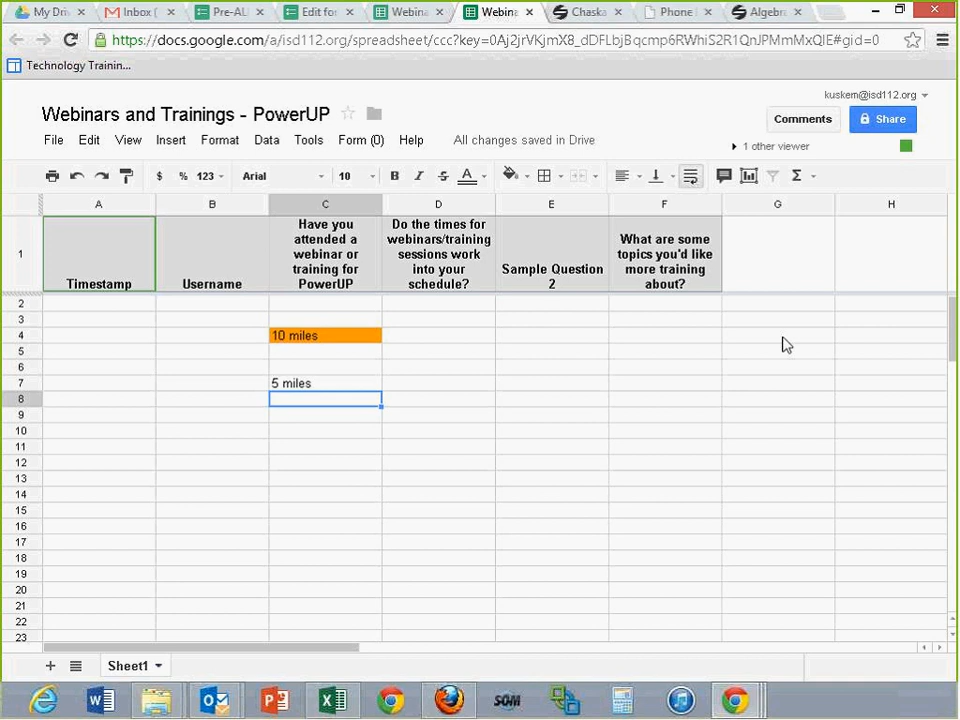 My Driv
Inbox (
Pre-AL
Edit for
Webina
Webina
Chaska
Phone
Algebra
https://docs.google.com/a/isd112.org/spreadsheet/ccc?key=0Aj2jrVKjmX8_dDFLbjBqcmp6RWhiS2R1QnJPMmMxQlE#gid=0
Technology Trainin...
kuskem@isd112.org
Webinars and Trainings - PowerUP
Comments
Share
File Edit View Insert Format Data Tools Form (0) Help All changes saved in Drive
1 other viewer
$ % 123 Arial 10 B I S A Σ
A B C D E F G H
1
Timestamp
Username
Have you
attended a
webinar or
training for
PowerUP
Do the times for
webinars/training
sessions work
into your
schedule?
Sample Question
2
What are some
topics you'd like
more training
about?
2
3
4 10 miles
5
6
7 5 miles
8
9
10
11
12
13
14
15
16
17
18
19
20
21
22
23
Sheet1
SOM